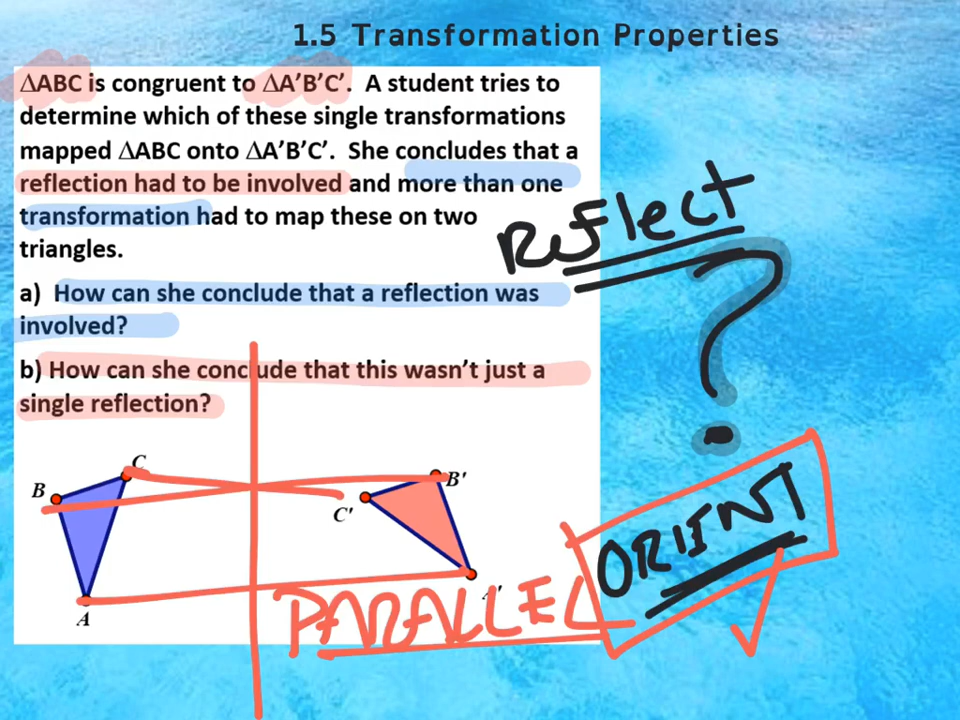 1.5 Transformation Properties
ΔABC is congruent to ΔA'B'C'. A student tries to
determine which of these single transformations
mapped ΔABC onto ΔA'B'C'. She concludes that a
reflection had to be involved and more than one
transformation had to map these on two
triangles.
Reflect
?
a) How can she conclude that a reflection was
involved?
b) How can she conclude that this wasn't just a
single reflection?
C
B
B'
C'
ORIENT
A'
PARALLEL
A